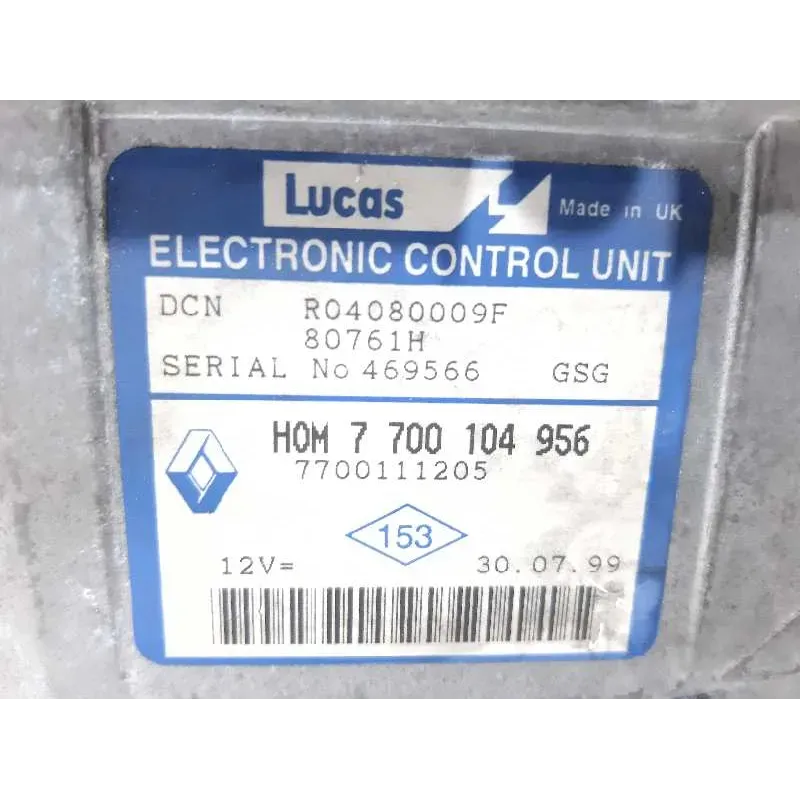 Lucas
Made in UK
ELECTRONIC CONTROL UNIT
DCN R04080009F
80761H
SERIAL No 469566 GSG
HOM 7 700 104 956
7700111205
153
12V= 30.07.99